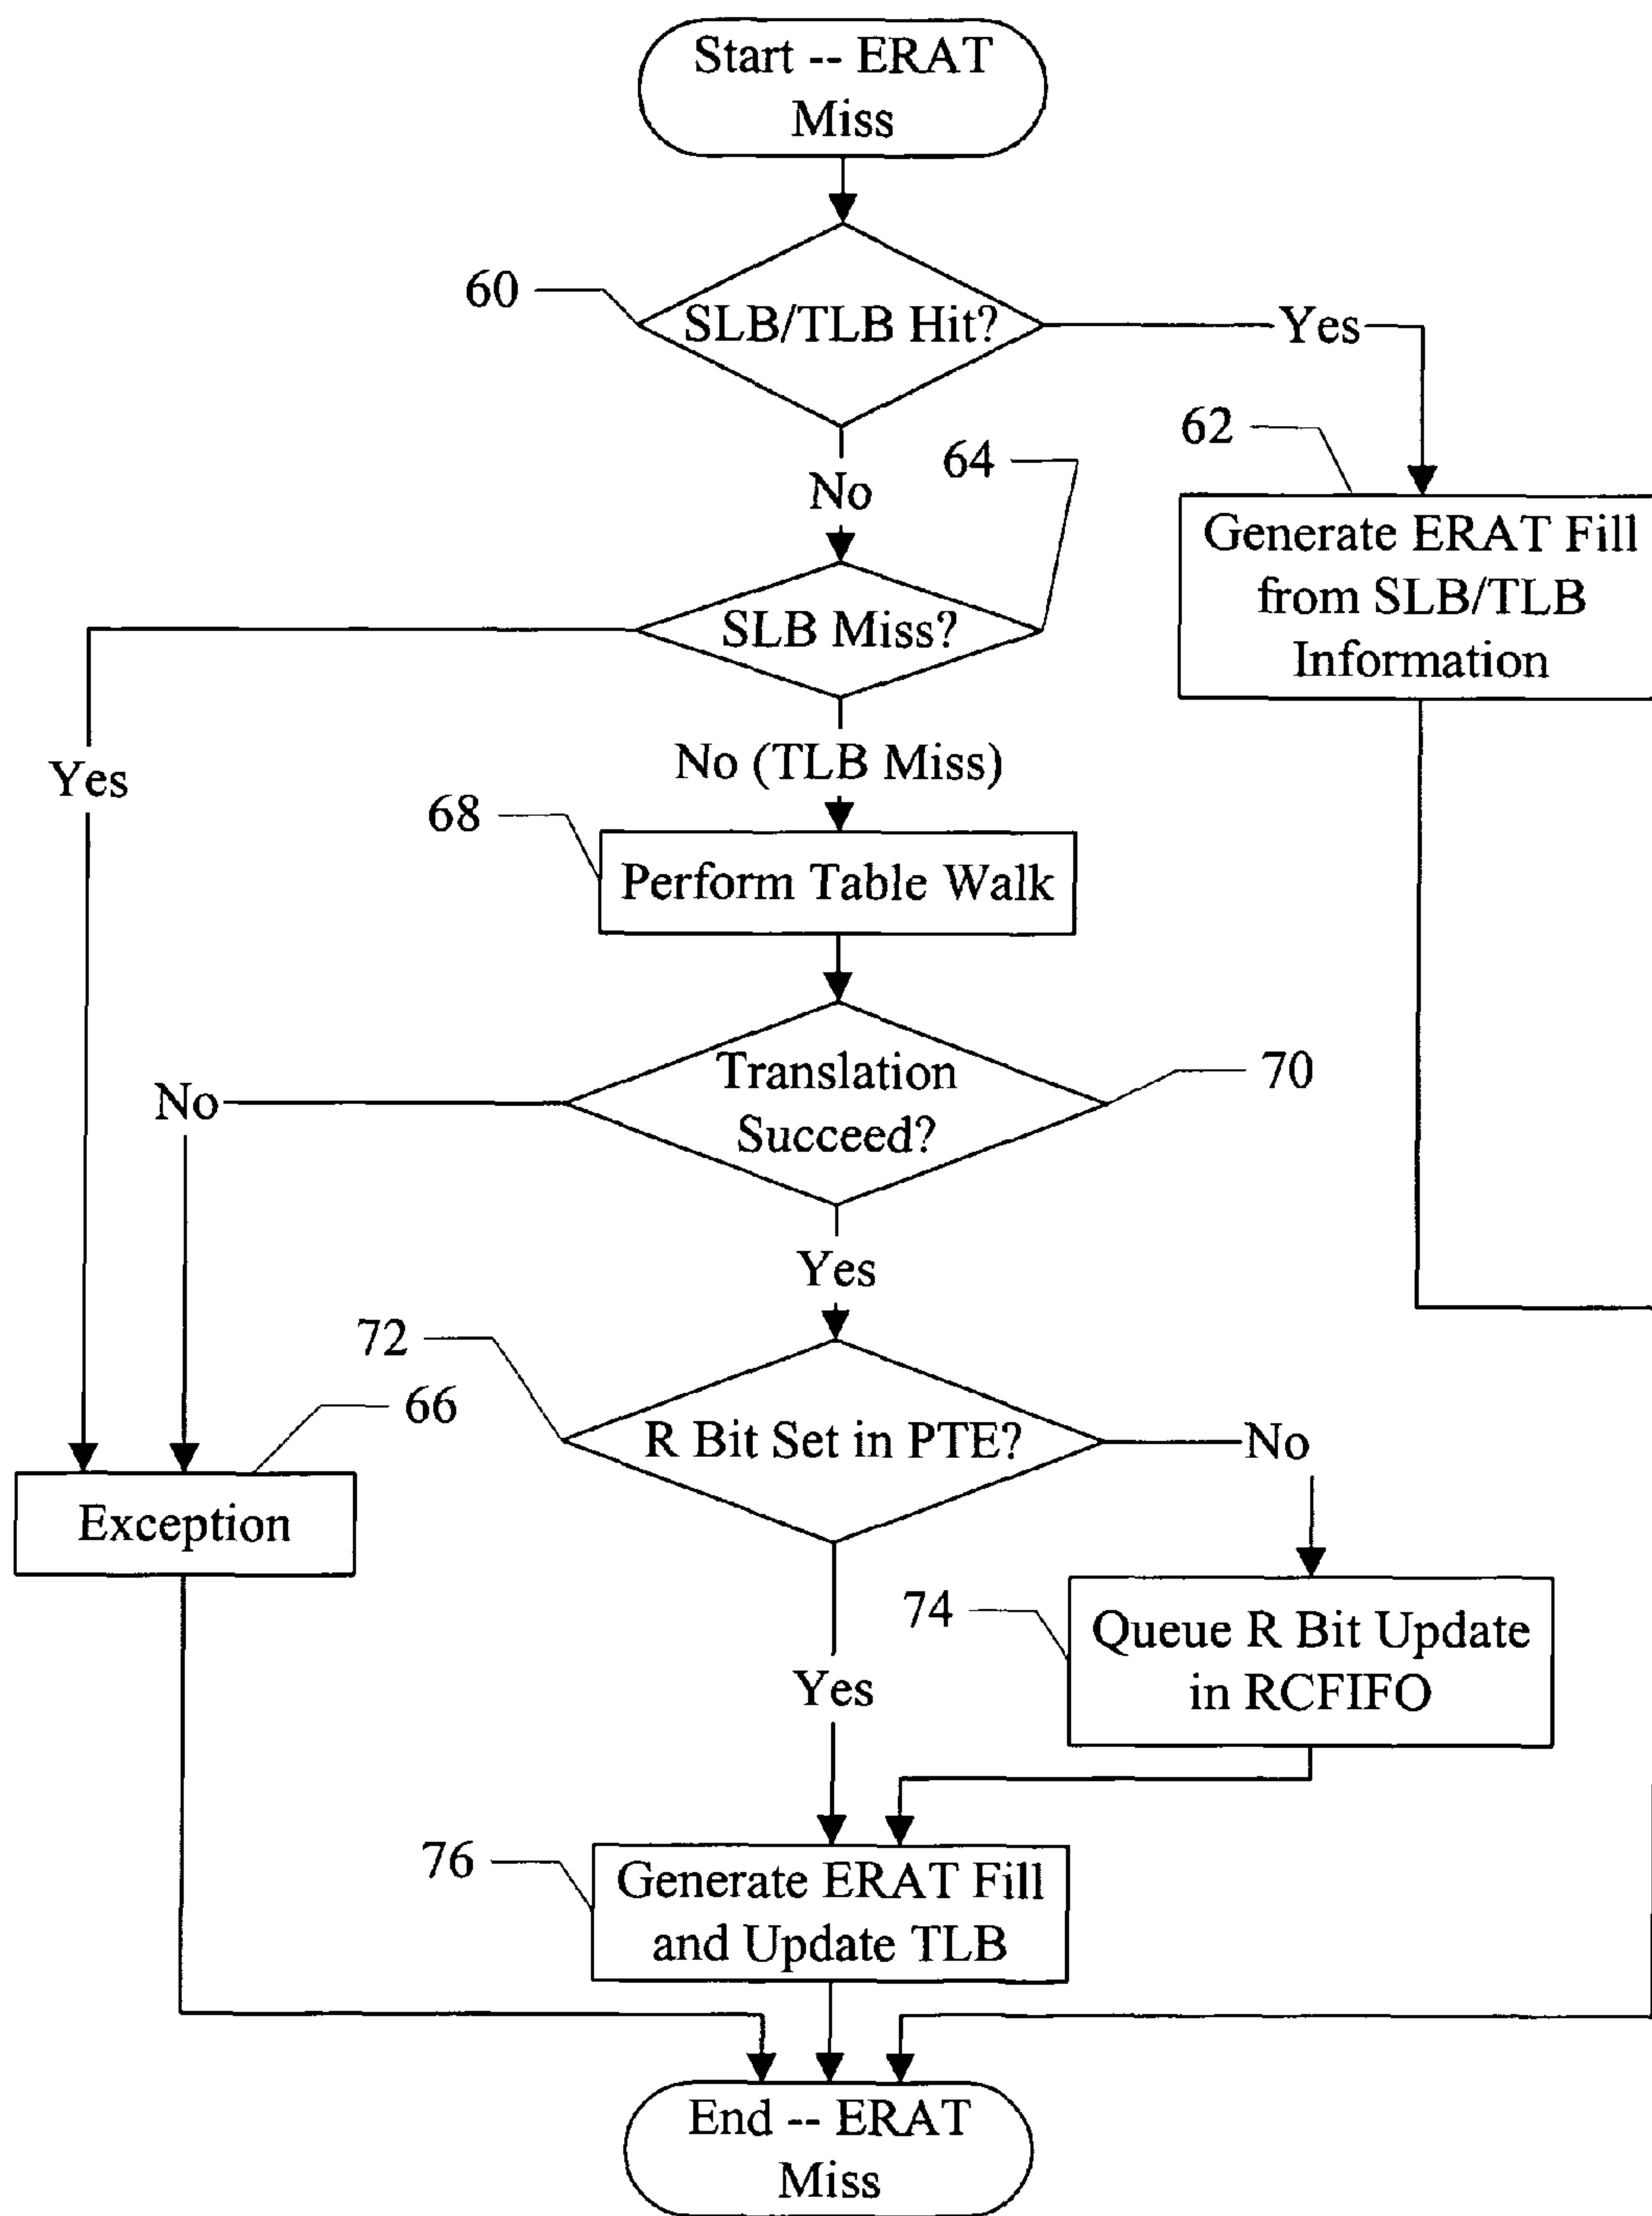 Start -- ERAT
Miss
60
SLB/TLB Hit?
Yes
62
Generate ERAT Fill
from SLB/TLB
Information
No
64
SLB Miss?
Yes
No (TLB Miss)
68
Perform Table Walk
70
Translation
Succeed?
No
Yes
72
R Bit Set in PTE?
No
66
Exception
74
Queue R Bit Update
in RCFIFO
Yes
76
Generate ERAT Fill
and Update TLB
End -- ERAT
Miss